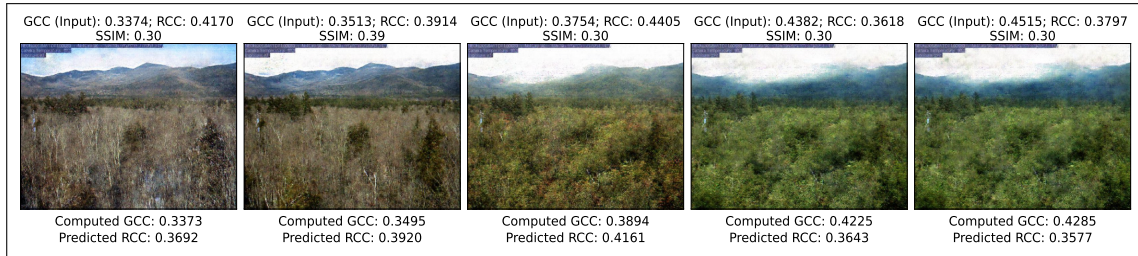 GCC (Input): 0.3374; RCC: 0.4170
SSIM: 0.30
Computed GCC: 0.3373
Predicted RCC: 0.3692
GCC (Input): 0.3513; RCC: 0.3914
SSIM: 0.39
Computed GCC: 0.3495
Predicted RCC: 0.3920
GCC (Input): 0.3754; RCC: 0.4405
SSIM: 0.30
Computed GCC: 0.3894
Predicted RCC: 0.4161
GCC (Input): 0.4382; RCC: 0.3618
SSIM: 0.30
Computed GCC: 0.4225
Predicted RCC: 0.3643
GCC (Input): 0.4515; RCC: 0.3797
SSIM: 0.30
Computed GCC: 0.4285
Predicted RCC: 0.3577